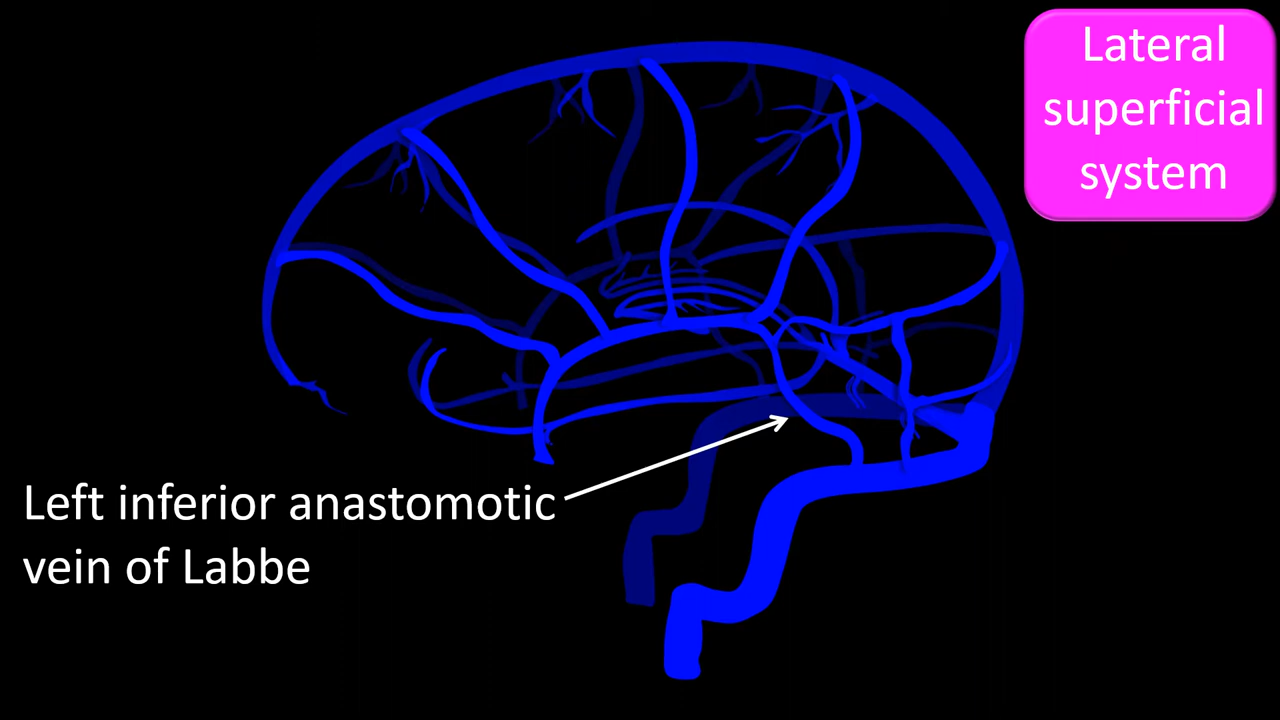 Lateral
superficial
system
Left inferior anastomotic
vein of Labbe